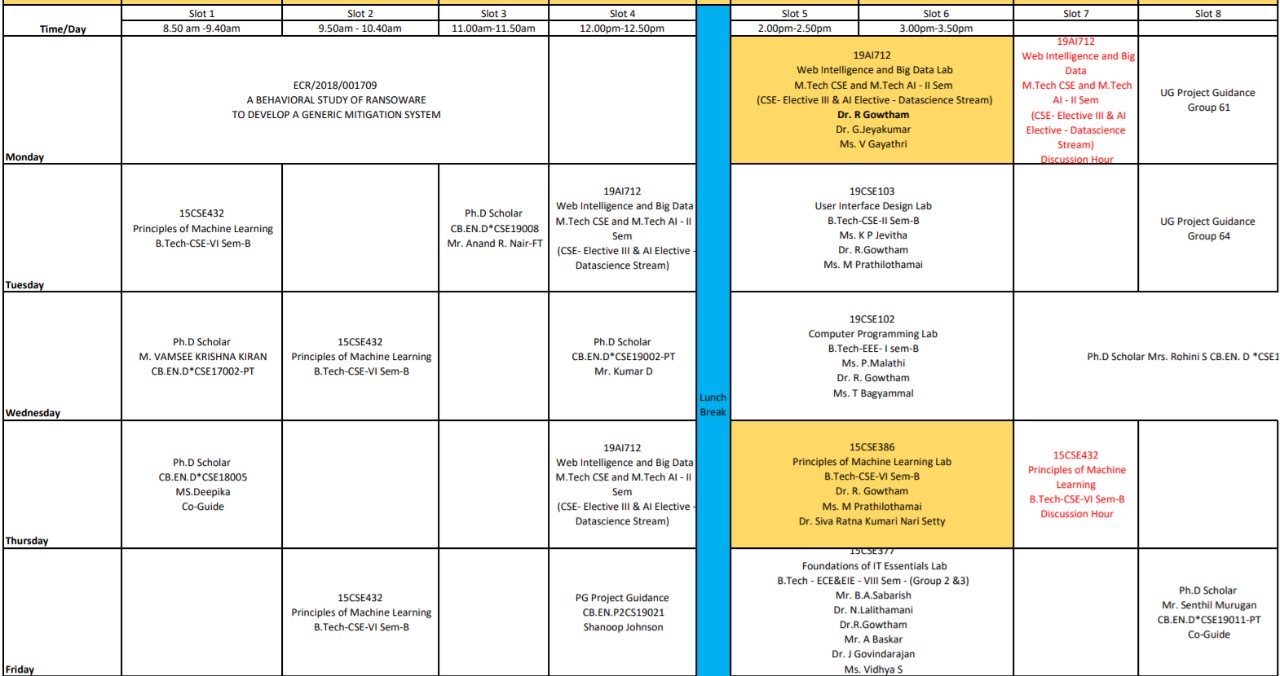 Slot 1 Slot 2 Slot 3 Slot 4 Slot 5 Slot 6 Slot 7 Slot 8
Time/Day 8.50 am -9.40am 9.50am - 10.40am 11.00am-11.50am 12.00pm-12.50pm 2.00pm-2.50pm 3.00pm-3.50pm
Monday
ECR/2018/001709
A BEHAVIORAL STUDY OF RANSOWARE
TO DEVELOP A GENERIC MITIGATION SYSTEM
19AI712
Web Intelligence and Big Data Lab
M.Tech CSE and M.Tech AI - II Sem
(CSE- Elective III & AI Elective - Datascience Stream)
Dr. R Gowtham
Dr. G.Jeyakumar
Ms. V Gayathri
19AI712
Web Intelligence and Big
Data
M.Tech CSE and M.Tech
AI - II Sem
(CSE- Elective III & AI
Elective - Datascience
Stream)
Discussion Hour
UG Project Guidance
Group 61
Tuesday
15CSE432
Principles of Machine Learning
B.Tech-CSE-VI Sem-B
Ph.D Scholar
CB.EN.D*CSE19008
Mr. Anand R. Nair-FT
19AI712
Web Intelligence and Big Data
M.Tech CSE and M.Tech AI - II
Sem
(CSE- Elective III & AI Elective -
Datascience Stream)
19CSE103
User Interface Design Lab
B.Tech-CSE-II Sem-B
Ms. K P Jevitha
Dr. R.Gowtham
Ms. M Prathilothamai
UG Project Guidance
Group 64
Wednesday
Ph.D Scholar
M. VAMSEE KRISHNA KIRAN
CB.EN.D*CSE17002-PT
15CSE432
Principles of Machine Learning
B.Tech-CSE-VI Sem-B
Ph.D Scholar
CB.EN.D*CSE19002-PT
Mr. Kumar D
Lunch
Break
19CSE102
Computer Programming Lab
B.Tech-EEE- I sem-B
Ms. P.Malathi
Dr. R. Gowtham
Ms. T Bagyammal
Ph.D Scholar Mrs. Rohini S CB.EN. D *CSE1
Thursday
Ph.D Scholar
CB.EN.D*CSE18005
MS.Deepika
Co-Guide
19AI712
Web Intelligence and Big Data
M.Tech CSE and M.Tech AI - II
Sem
(CSE- Elective III & AI Elective -
Datascience Stream)
15CSE386
Principles of Machine Learning Lab
B.Tech-CSE-VI Sem-B
Dr. R. Gowtham
Ms. M Prathilothamai
Dr. Siva Ratna Kumari Nari Setty
15CSE432
Principles of Machine
Learning
B.Tech-CSE-VI Sem-B
Discussion Hour
Friday
15CSE432
Principles of Machine Learning
B.Tech-CSE-VI Sem-B
PG Project Guidance
CB.EN.P2CS19021
Shanoop Johnson
15CSE377
Foundations of IT Essentials Lab
B.Tech - ECE&EIE - VIII Sem - (Group 2 &3)
Mr. B.A.Sabarish
Dr. N.Lalithamani
Dr.R.Gowtham
Mr. A Baskar
Dr. J Govindarajan
Ms. Vidhya S
Ph.D Scholar
Mr. Senthil Murugan
CB.EN.D*CSE19011-PT
Co-Guide